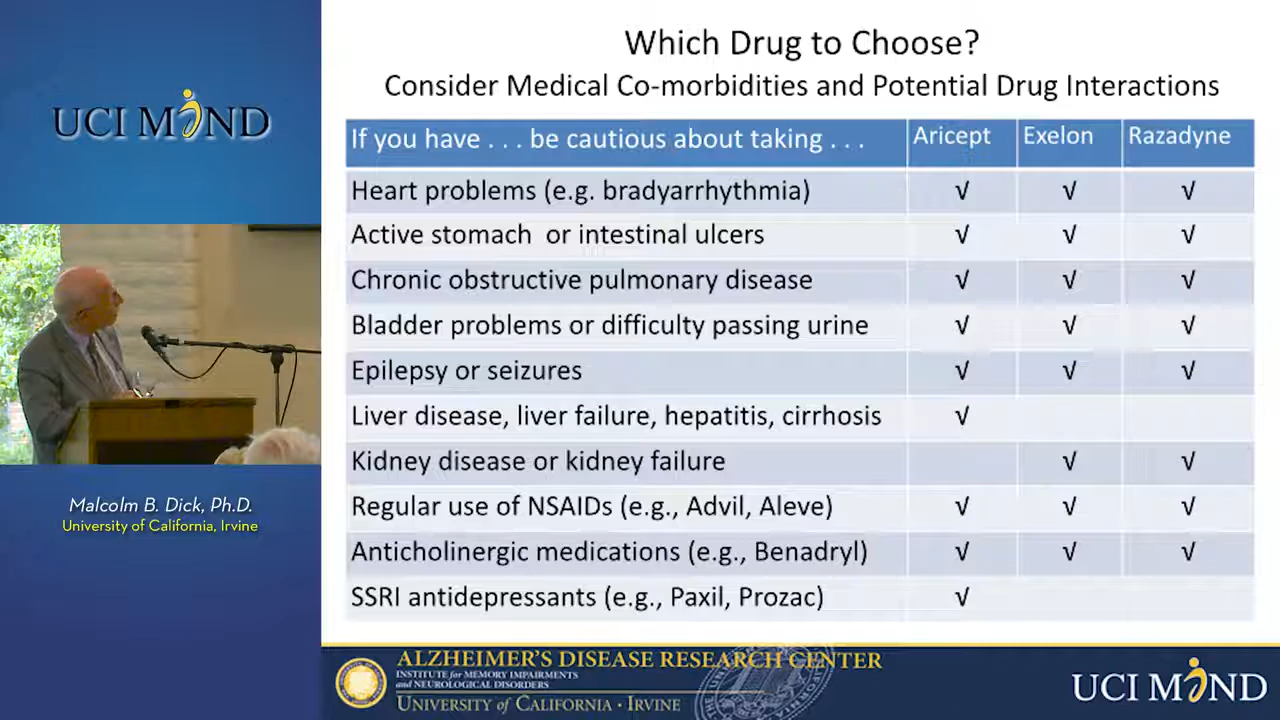 Which Drug to Choose?
Consider Medical Co-morbidities and Potential Drug Interactions
UCI MIND
If you have . . . be cautious about taking . . . Aricept Exelon Razadyne
Heart problems (e.g. bradyarrhythmia) √ √ √
Active stomach or intestinal ulcers √ √ √
Chronic obstructive pulmonary disease √ √ √
Bladder problems or difficulty passing urine √ √ √
Epilepsy or seizures √ √ √
Liver disease, liver failure, hepatitis, cirrhosis √
Kidney disease or kidney failure √ √
Regular use of NSAIDs (e.g., Advil, Aleve) √ √ √
Anticholinergic medications (e.g., Benadryl) √ √ √
SSRI antidepressants (e.g., Paxil, Prozac) √
Malcolm B. Dick, Ph.D.
University of California, Irvine
ALZHEIMER'S DISEASE RESEARCH CENTER
INSTITUTE for MEMORY IMPAIRMENTS
and NEUROLOGICAL DISORDERS
UNIVERSITY of CALIFORNIA · IRVINE
UCI MIND